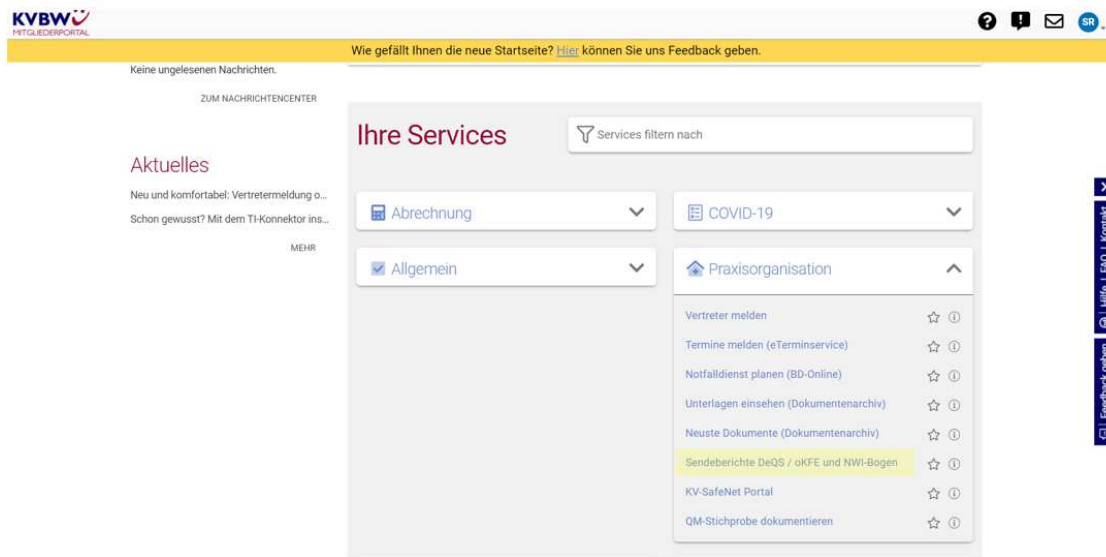 KVBW
MITGLIEDERPORTAL
SR
Wie gefällt Ihnen die neue Startseite? Hier können Sie uns Feedback geben.
Keine ungelesenen Nachrichten.
ZUM NACHRICHTENCENTER
Aktuelles
Neu und komfortabel: Vertretermeldung o...
Schon gewusst? Mit dem TI-Konnektor ins...
MEHR
Ihre Services
Services filtern nach
Abrechnung
COVID-19
Allgemein
Praxisorganisation
Vertreter melden
Termine melden (eTerminservice)
Notfalldienst planen (BD-Online)
Unterlagen einsehen (Dokumentenarchiv)
Neuste Dokumente (Dokumentenarchiv)
Sendeberichte DeQS / oKFE und NWI-Bogen
KV-SafeNet Portal
QM-Stichprobe dokumentieren
Hilfe | FAQ | Kontakt
Feedback geben